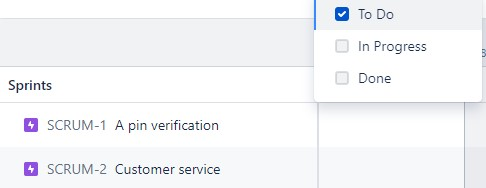 To Do
In Progress
Done
Sprints
SCRUM-1 A pin verification
SCRUM-2 Customer service